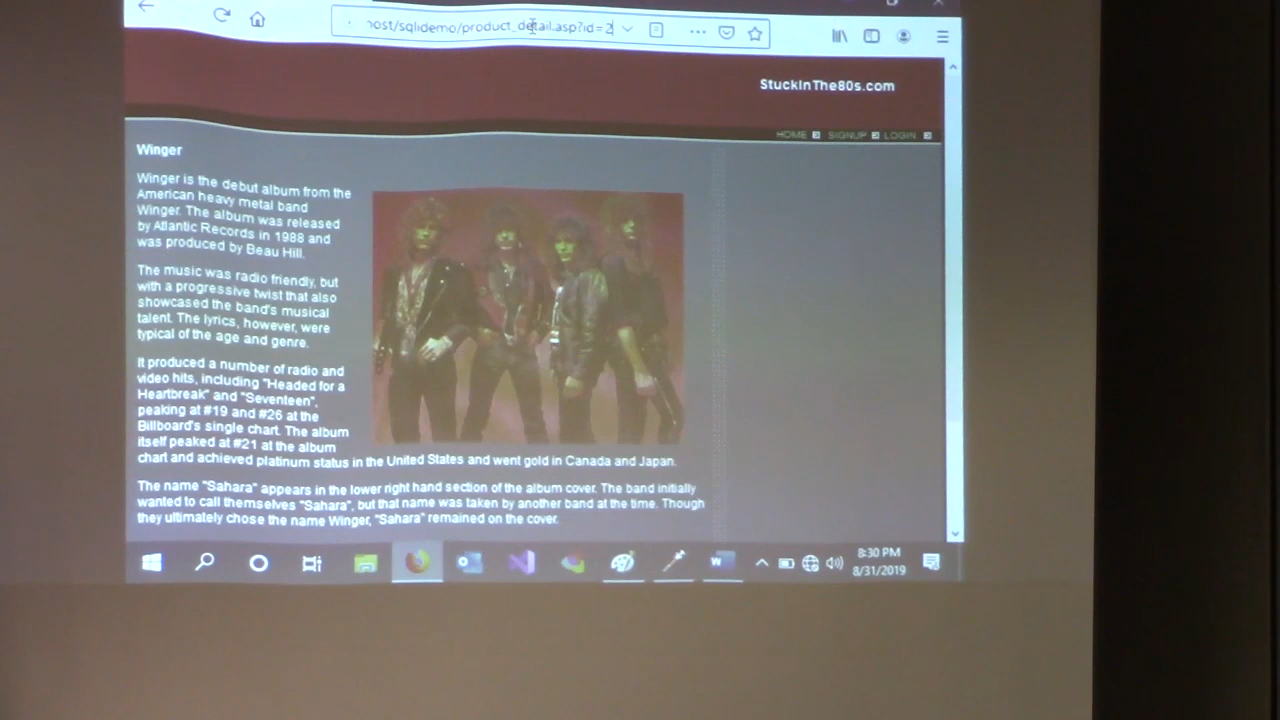 ost/sqlidemo/product_detail.asp?id=2
StuckInThe80s.com
HOME SIGNUP LOGIN
Winger
Winger is the debut album from the
American heavy metal band
Winger. The album was released
by Atlantic Records in 1988 and
was produced by Beau Hill.
The music was radio friendly, but
with a progressive twist that also
showcased the band's musical
talent. The lyrics, however, were
typical of the age and genre.
It produced a number of radio and
video hits, including "Headed for a
Heartbreak" and "Seventeen",
peaking at #19 and #26 at the
Billboard's single chart. The album
itself peaked at #21 at the album
chart and achieved platinum status in the United States and went gold in Canada and Japan.
The name "Sahara" appears in the lower right hand section of the album cover. The band initially
wanted to call themselves "Sahara", but that name was taken by another band at the time. Though
they ultimately chose the name Winger, "Sahara" remained on the cover.
8:30 PM
8/31/2019